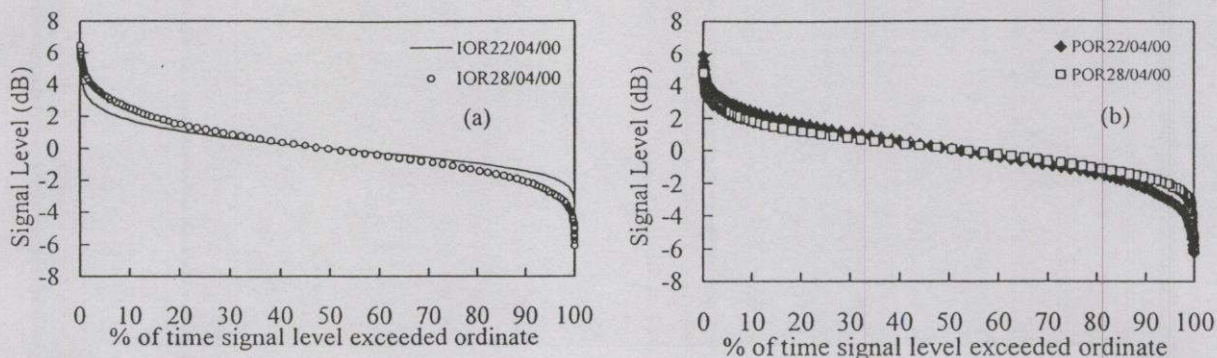 8
6
4
2
0
-2
-4
-6
-8
Signal Level (dB)
IOR22/04/00
IOR28/04/00
(a)
0 10 20 30 40 50 60 70 80 90 100
% of time signal level exceeded ordinate
8
6
4
2
0
-2
-4
-6
-8
Signal Level (dB)
POR22/04/00
POR28/04/00
(b)
0 10 20 30 40 50 60 70 80 90 100
% of time signal level exceeded ordinate